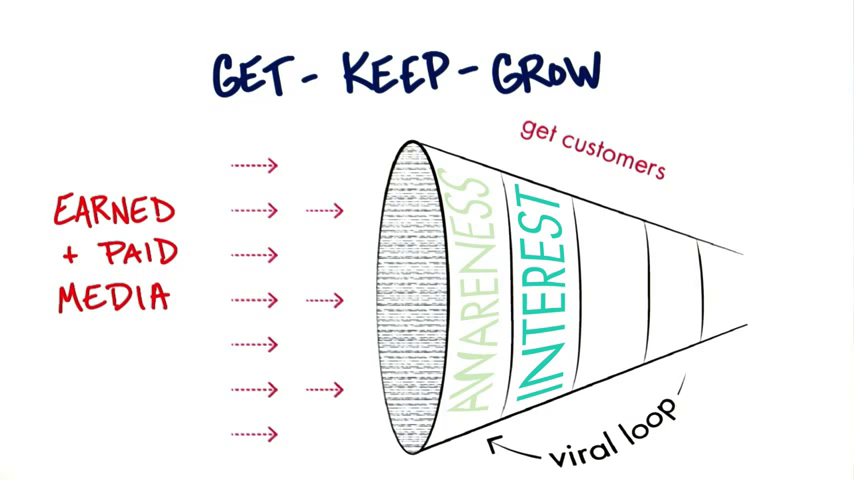 GET - KEEP - GROW
get customers
EARNED
+ PAID
MEDIA
AWARENESS
INTEREST
viral loop